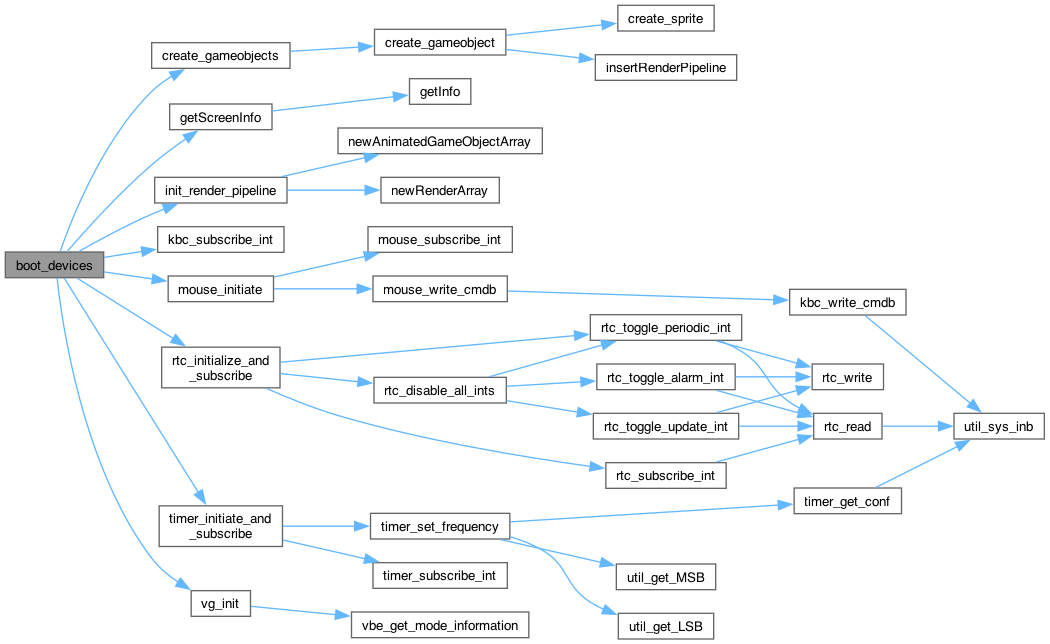 create_sprite
create_gameobjects
create_gameobject
insertRenderPipeline
getScreenInfo
getInfo
newAnimatedGameObjectArray
init_render_pipeline
newRenderArray
kbc_subscribe_int
mouse_subscribe_int
boot_devices
mouse_initiate
mouse_write_cmdb
kbc_write_cmdb
rtc_initialize_and
_subscribe
rtc_toggle_periodic_int
rtc_disable_all_ints
rtc_toggle_alarm_int
rtc_write
rtc_toggle_update_int
rtc_read
util_sys_inb
rtc_subscribe_int
timer_initiate_and
_subscribe
timer_set_frequency
timer_get_conf
timer_subscribe_int
util_get_MSB
vg_init
vbe_get_mode_information
util_get_LSB